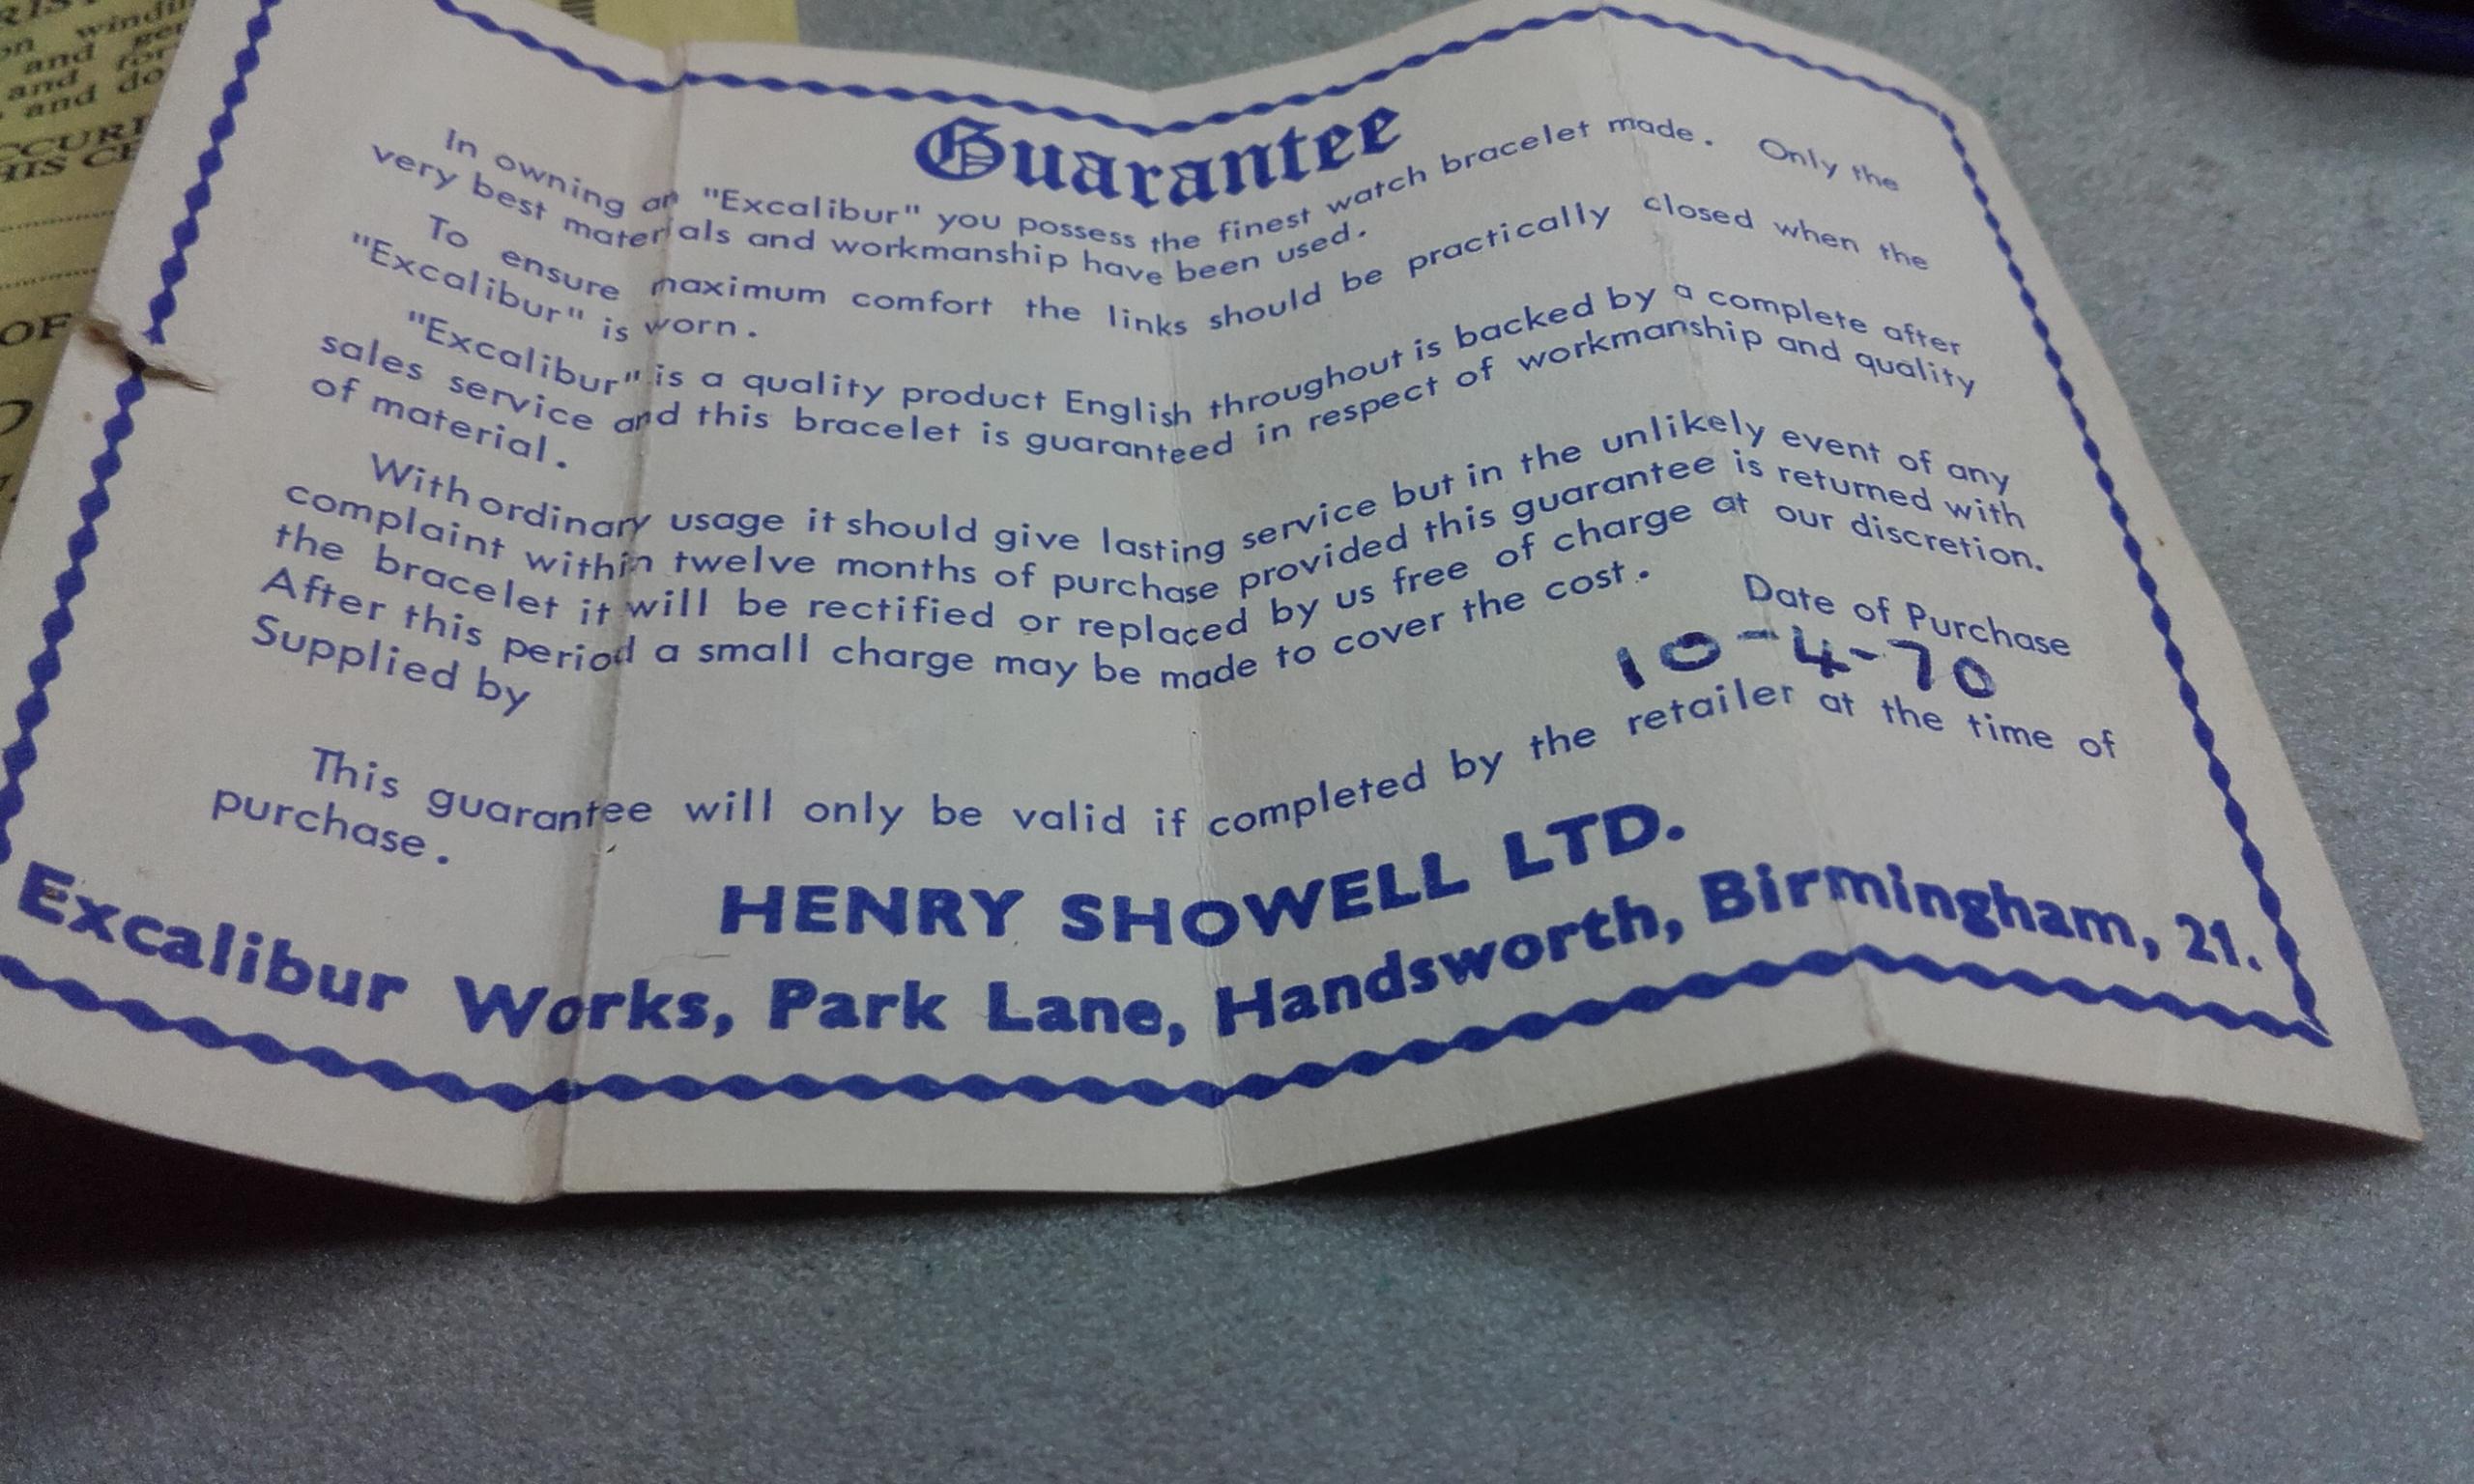 Guarantee
In owning an "Excalibur" you possess the finest watch bracelet made. Only the
very best materials and workmanship have been used.
To ensure maximum comfort the links should be practically closed when the
"Excalibur" is worn.
"Excalibur" is a quality product English throughout is backed by a complete after
sales service and this bracelet is guaranteed in respect of workmanship and quality
of material.
With ordinary usage it should give lasting service but in the unlikely event of any
complaint within twelve months of purchase provided this guarantee is returned with
the bracelet it will be rectified or replaced by us free of charge at our discretion.
After this period a small charge may be made to cover the cost.
Supplied by
Date of Purchase
10-4-70
This guarantee will only be valid if completed by the retailer at the time of
purchase.
HENRY SHOWELL LTD.
Excalibur Works, Park Lane, Handsworth, Birmingham, 21.
and
and for
and do
OF